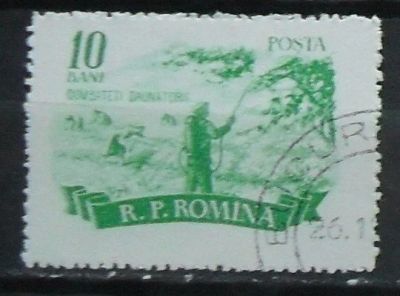 10 POSTA
BANI
COMBATETI DAUNATORII
R.P. ROMINA
26.1